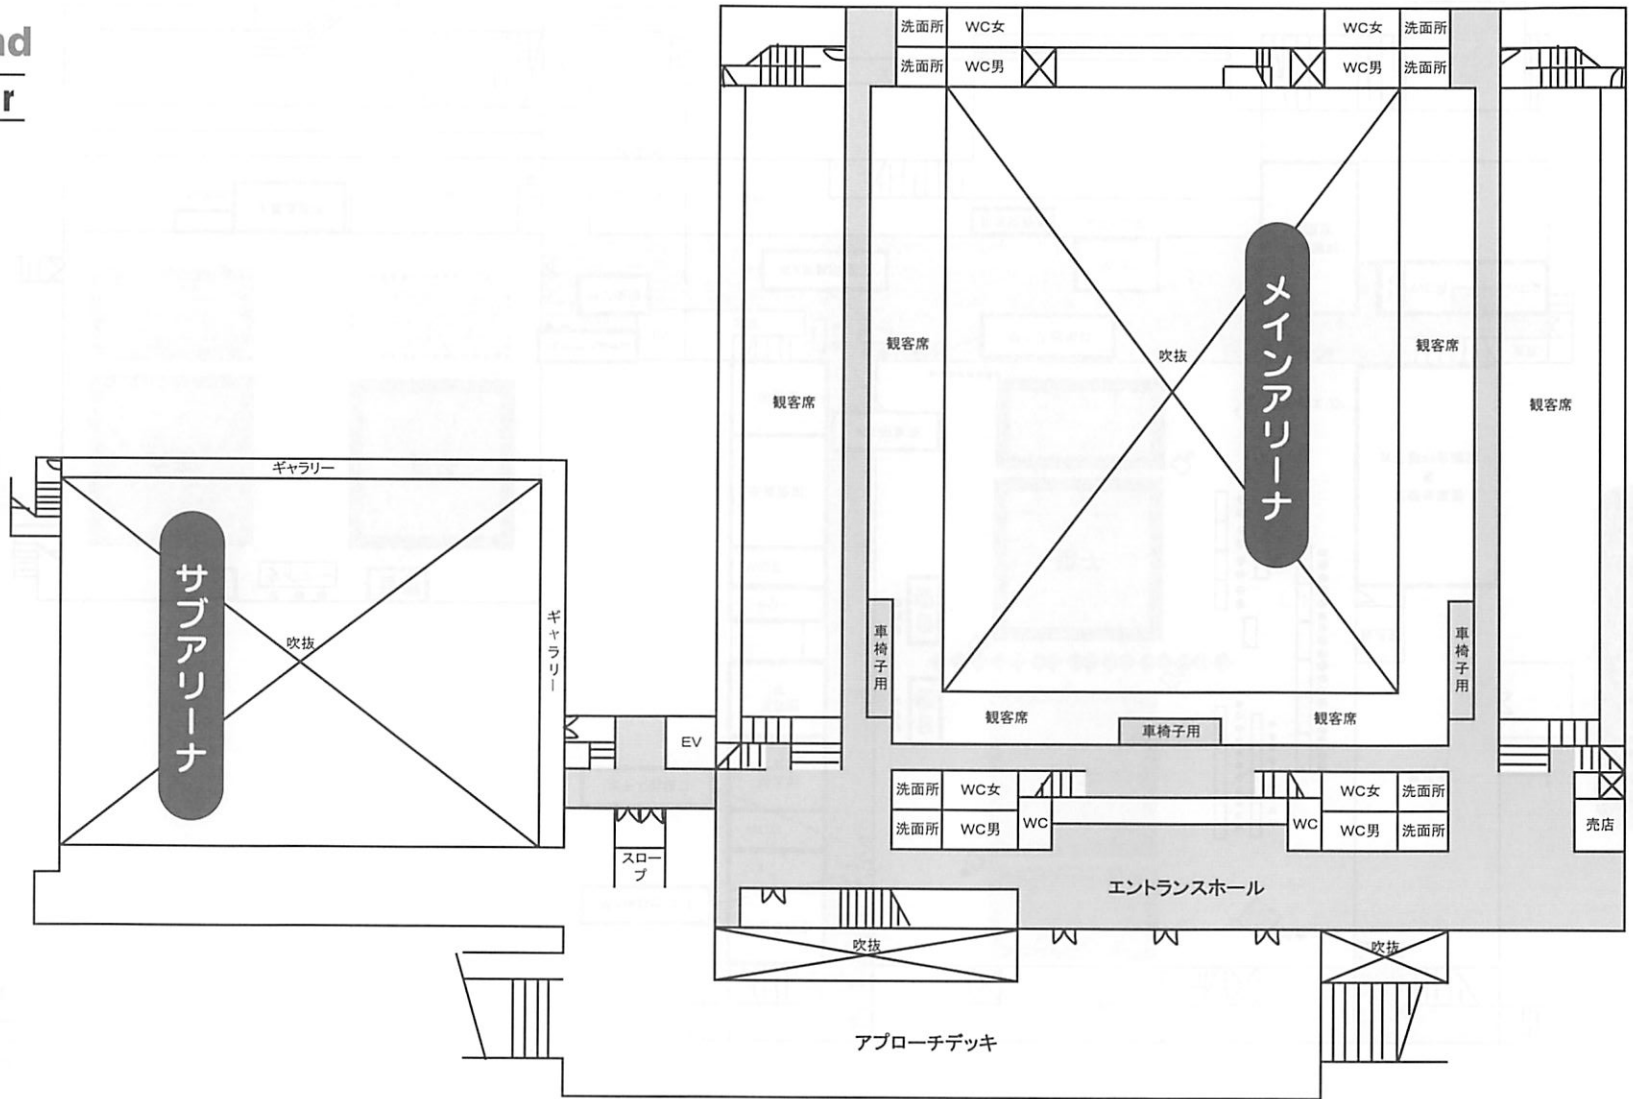 nd
r
洗面所 WC女
WC女 洗面所
洗面所 WC男
WC男 洗面所
メインアリーナ
観客席
吹抜
観客席
観客席
観客席
ギャラリー
サブアリーナ
吹抜
ギャラリー
車椅子用
車椅子用
観客席
観客席
車椅子用
EV
洗面所 WC女
WC女 洗面所
洗面所 WC男 WC
WC WC男 洗面所
売店
スロープ
エントランスホール
吹抜
吹抜
アプローチデッキ